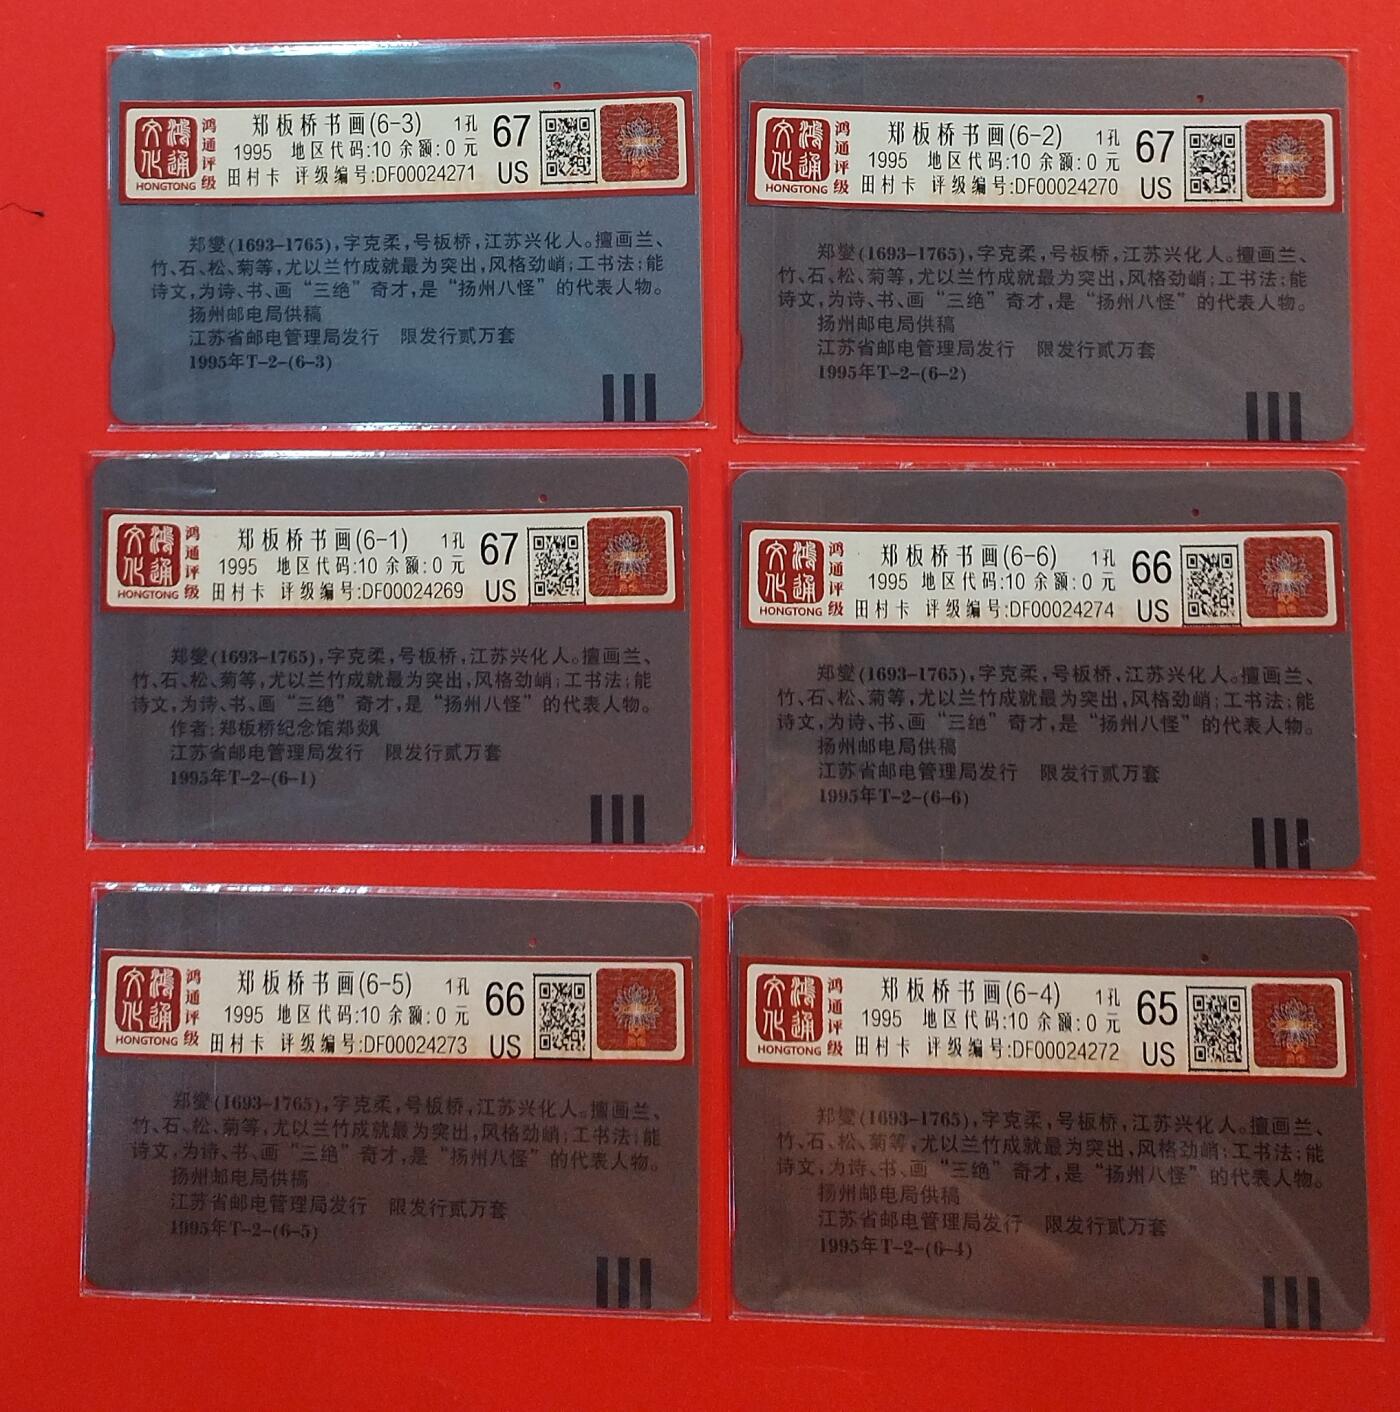 鸿通文化
HONGTONG
鸿通评级
郑板桥书画(6-3) 1孔
1995 地区代码:10 余额:0 元
田村卡 评级编号:DF00024271
67
US
郑燮(1693-1765),字克柔,号板桥,江苏兴化人。擅画兰、
竹、石、松、菊等,尤以兰竹成就最为突出,风格劲峭;工书法;能
诗文,为诗、书、画“三绝”奇才,是“扬州八怪”的代表人物。
扬州邮电局供稿
江苏省邮电管理局发行 限发行贰万套
1995年T-2-(6-3)
鸿通文化
HONGTONG
鸿通评级
郑板桥书画(6-2) 1孔
1995 地区代码:10 余额:0 元
田村卡 评级编号:DF00024270
67
US
郑燮(1693-1765),字克柔,号板桥,江苏兴化人。擅画兰、
竹、石、松、菊等,尤以兰竹成就最为突出,风格劲峭;工书法;能
诗文,为诗、书、画“三绝”奇才,是“扬州八怪”的代表人物。
扬州邮电局供稿
江苏省邮电管理局发行 限发行贰万套
1995年T-2-(6-2)
鸿通文化
HONGTONG
鸿通评级
郑板桥书画(6-1) 1孔
1995 地区代码:10 余额:0 元
田村卡 评级编号:DF00024269
67
US
郑燮(1693-1765),字克柔,号板桥,江苏兴化人。擅画兰、
竹、石、松、菊等,尤以兰竹成就最为突出,风格劲峭;工书法;能
诗文,为诗、书、画“三绝”奇才,是“扬州八怪”的代表人物。
作者:郑板桥纪念馆
江苏省邮电管理局发行 限发行贰万套
1995年T-2-(6-1)
鸿通文化
HONGTONG
鸿通评级
郑板桥书画(6-6) 1孔
1995 地区代码:10 余额:0 元
田村卡 评级编号:DF00024274
66
US
郑燮(1693-1765),字克柔,号板桥,江苏兴化人。擅画兰、
竹、石、松、菊等,尤以兰竹成就最为突出,风格劲峭;工书法;能
诗文,为诗、书、画“三绝”奇才,是“扬州八怪”的代表人物。
扬州邮电局供稿
江苏省邮电管理局发行 限发行贰万套
1995年T-2-(6-6)
鸿通文化
HONGTONG
鸿通评级
郑板桥书画(6-5) 1孔
1995 地区代码:10 余额:0 元
田村卡 评级编号:DF00024273
66
US
郑燮(1693-1765),字克柔,号板桥,江苏兴化人。擅画兰、
竹、石、松、菊等,尤以兰竹成就最为突出,风格劲峭;工书法;能
诗文,为诗、书、画“三绝”奇才,是“扬州八怪”的代表人物。
扬州邮电局供稿
江苏省邮电管理局发行 限发行贰万套
1995年T-2-(6-5)
鸿通文化
HONGTONG
鸿通评级
郑板桥书画(6-4) 1孔
1995 地区代码:10 余额:0 元
田村卡 评级编号:DF00024272
65
US
郑燮(1693-1765),字克柔,号板桥,江苏兴化人。擅画兰、
竹、石、松、菊等,尤以兰竹成就最为突出,风格劲峭;工书法;能
诗文,为诗、书、画“三绝”奇才,是“扬州八怪”的代表人物。
扬州邮电局供稿
江苏省邮电管理局发行 限发行贰万套
1995年T-2-(6-4)